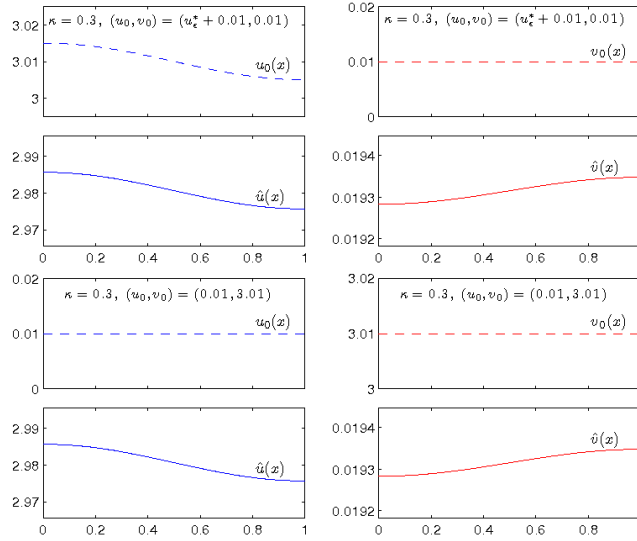 κ = 0.3, (u₀, v₀) = (u*_ϵ + 0.01, 0.01)
3.02
3.01
3
u₀(x)
κ = 0.3, (u₀, v₀) = (u*_ϵ + 0.01, 0.01)
0.02
0.01
0
v₀(x)
2.99
2.98
2.97
û(x)
0 0.2 0.4 0.6 0.8 1
0.0194
0.0193
0.0192
v̂(x)
0 0.2 0.4 0.6 0.8
κ = 0.3, (u₀, v₀) = (0.01, 3.01)
0.02
0.01
0
u₀(x)
κ = 0.3, (u₀, v₀) = (0.01, 3.01)
3.02
3.01
3
v₀(x)
2.99
2.98
2.97
û(x)
0 0.2 0.4 0.6 0.8 1
0.0194
0.0193
0.0192
v̂(x)
0 0.2 0.4 0.6 0.8